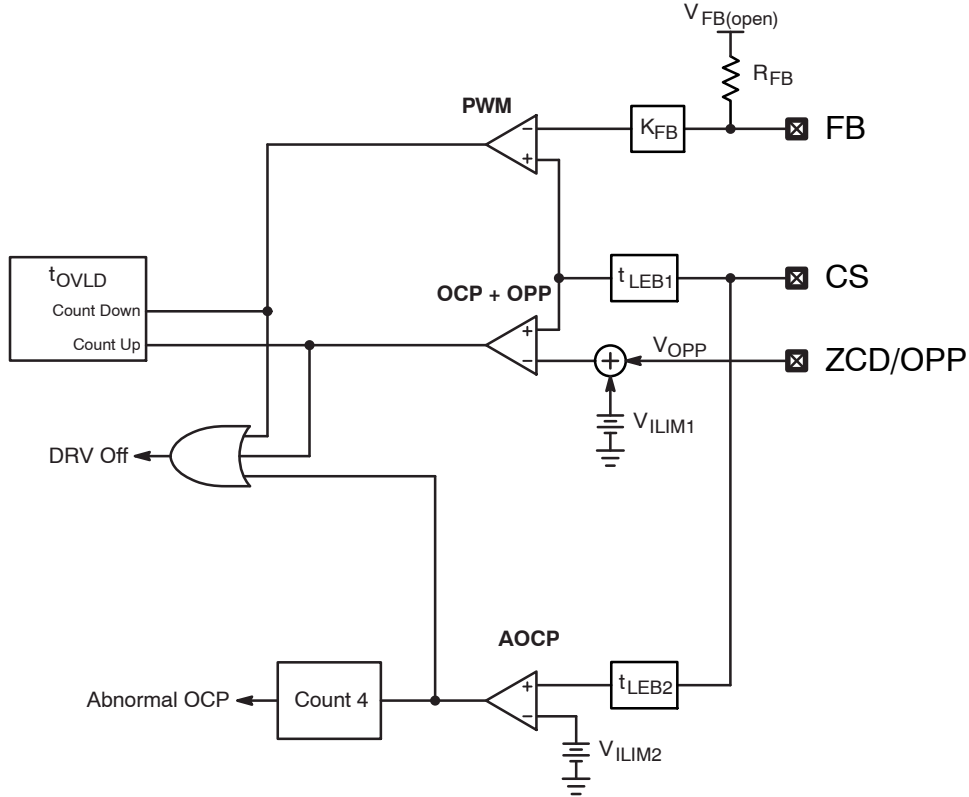 VFB(open)
RFB
PWM
KFB
FB
−
+
tOVLD
Count Down
Count Up
OCP + OPP
tLEB1
CS
+
−
+
VOPP
ZCD/OPP
VILIM1
DRV Off
AOCP
Abnormal OCP
Count 4
+
−
tLEB2
VILIM2